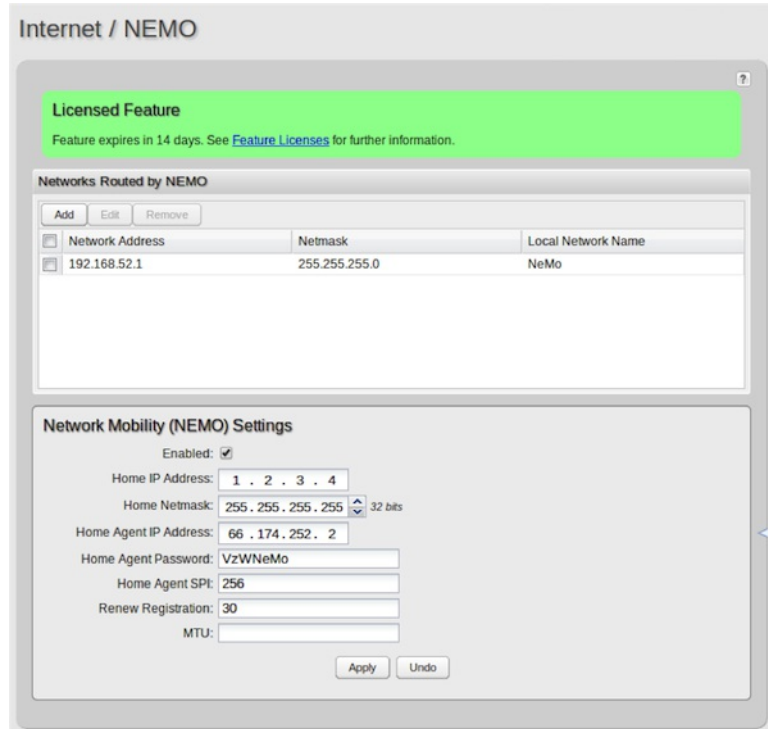 Internet / NEMO
?
Licensed Feature
Feature expires in 14 days. See Feature Licenses for further information.
Networks Routed by NEMO
Add Edit Remove
Network Address Netmask Local Network Name
192.168.52.1 255.255.255.0 NeMo
Network Mobility (NEMO) Settings
Enabled:
Home IP Address: 1 . 2 . 3 . 4
Home Netmask: 255.255.255.255 32 bits
Home Agent IP Address: 66 .174.252. 2
Home Agent Password: VzWNeMo
Home Agent SPI: 256
Renew Registration: 30
MTU:
Apply Undo